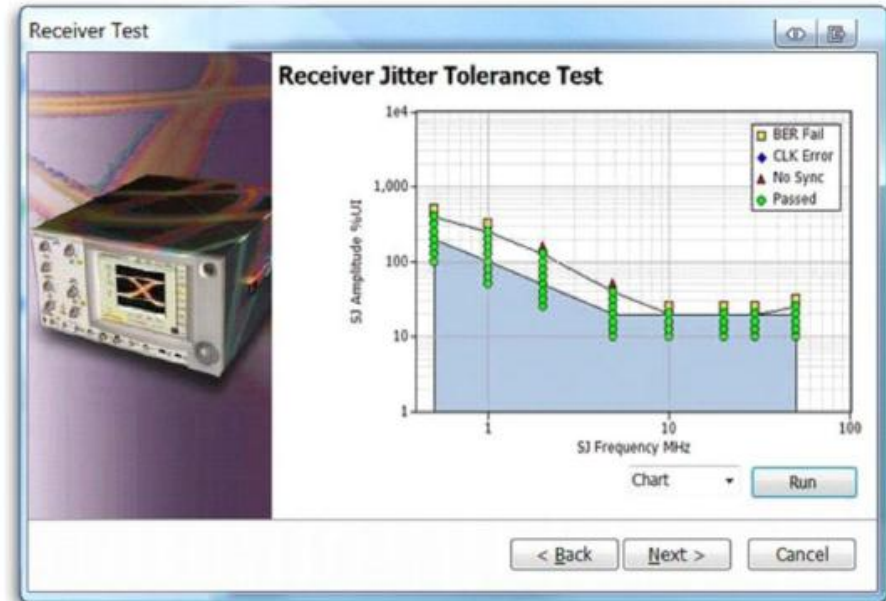 Receiver Test
Receiver Jitter Tolerance Test
1e4
1,000
100
10
1
SJ Amplitude %UI
BER Fail
CLK Error
No Sync
Passed
1
10
100
SJ Frequency MHz
Chart
Run
< Back
Next >
Cancel